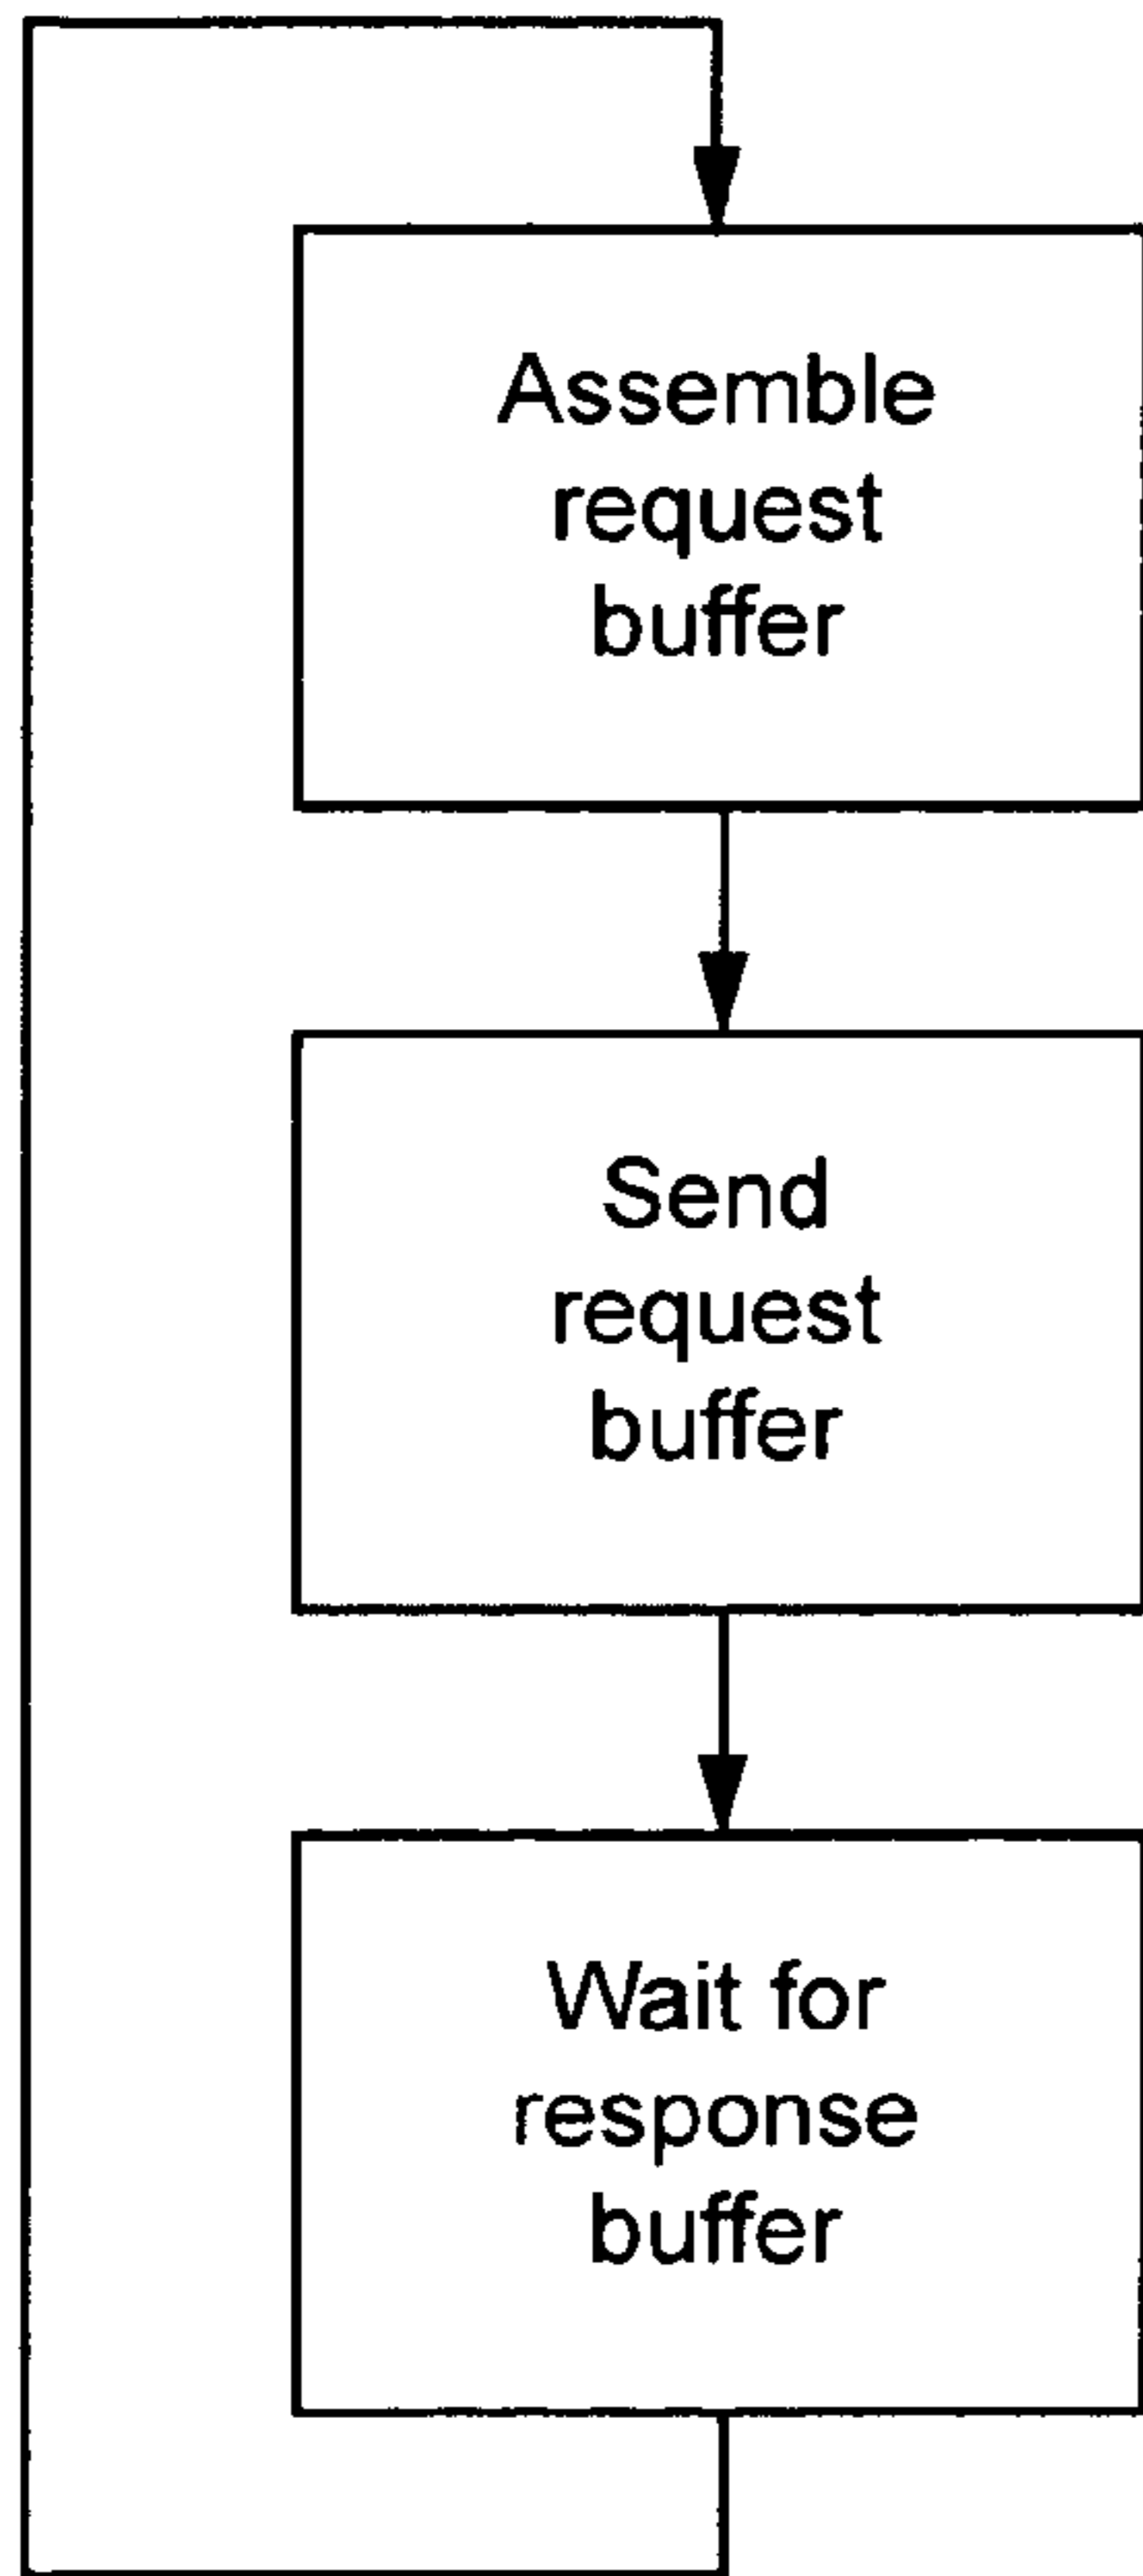 Assemble
request
buffer
Send
request
buffer
Wait for
response
buffer